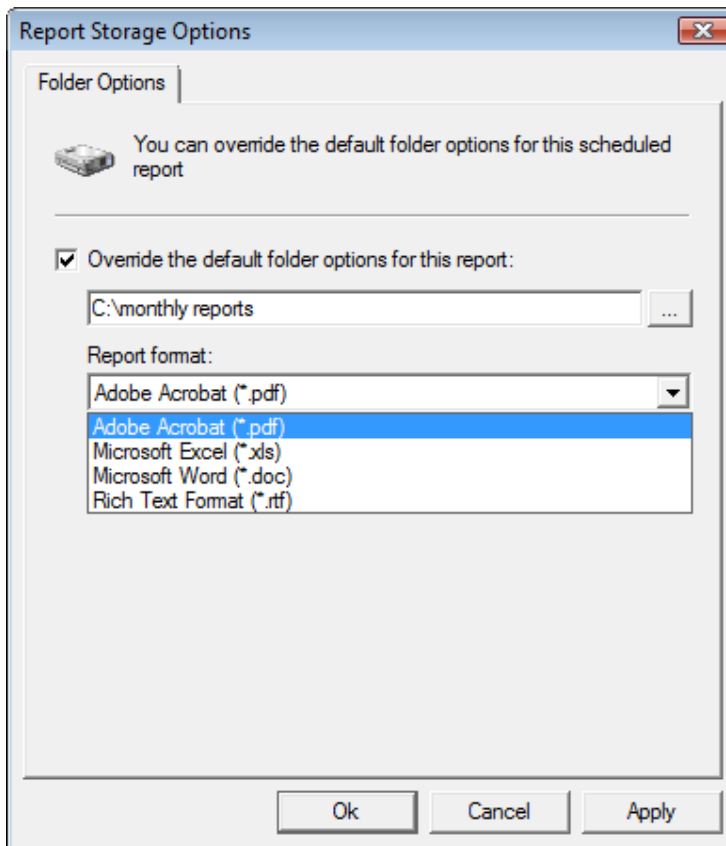 Report Storage Options
Folder Options
You can override the default folder options for this scheduled
report
Override the default folder options for this report:
C:\monthly reports
...
Report format:
Adobe Acrobat (*.pdf)
Adobe Acrobat (*.pdf)
Microsoft Excel (*.xls)
Microsoft Word (*.doc)
Rich Text Format (*.rtf)
Ok Cancel Apply